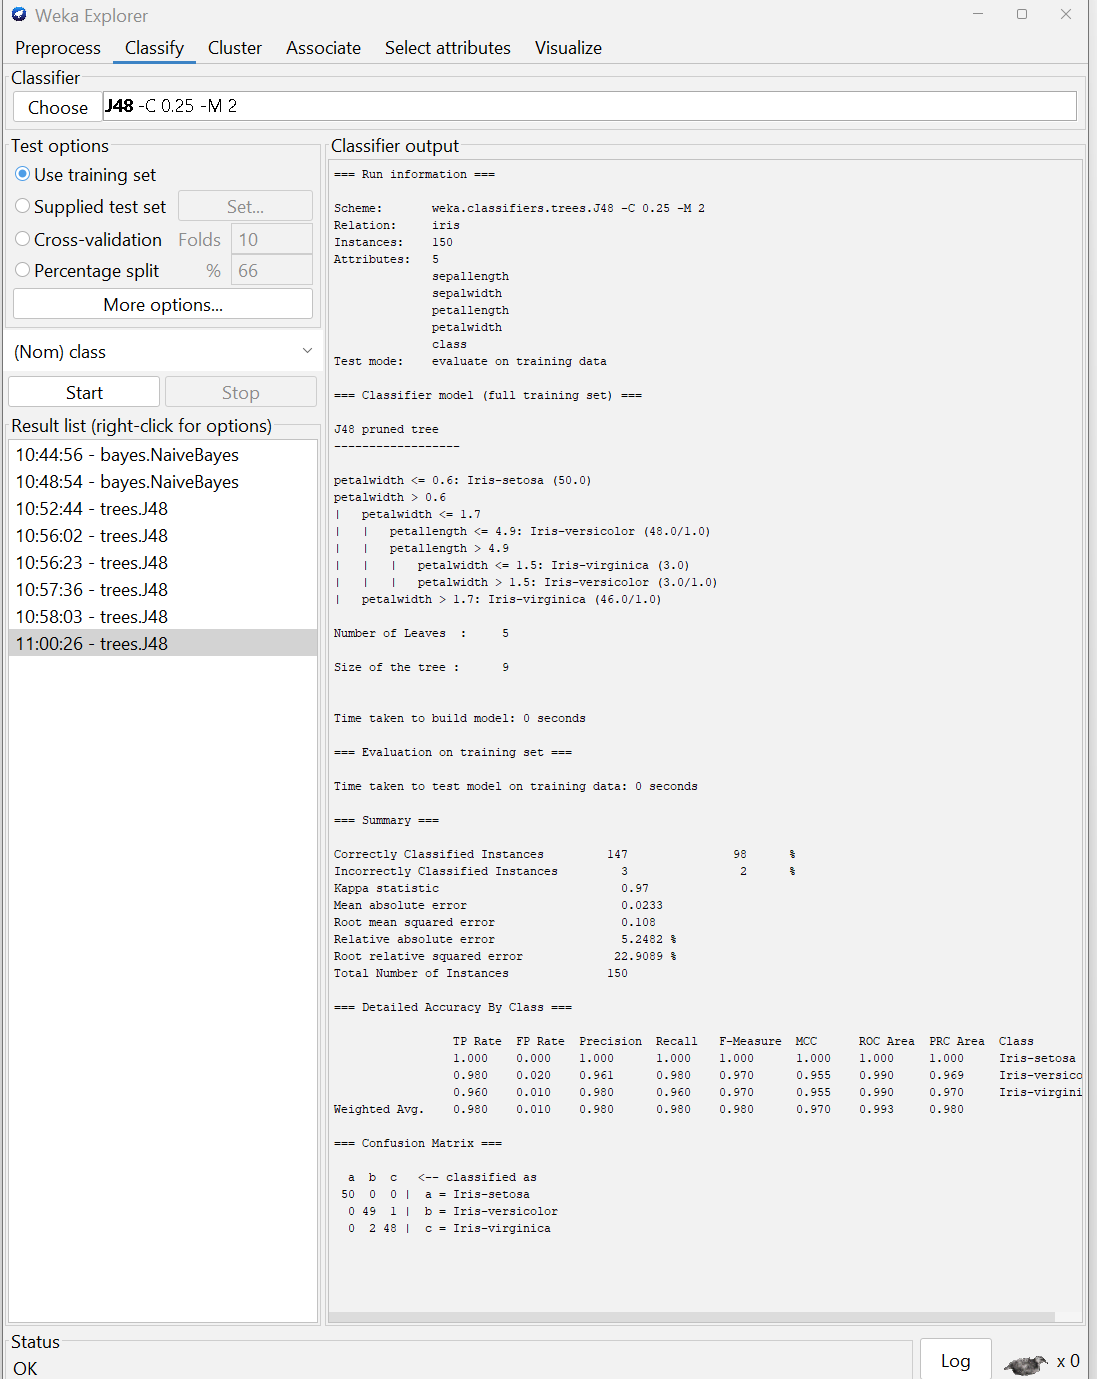 Weka Explorer
Preprocess Classify Cluster Associate Select attributes Visualize
Classifier
Choose J48 -C 0.25 -M 2
Test options
Use training set
Supplied test set Set...
Cross-validation Folds 10
Percentage split % 66
More options...
(Nom) class
Start Stop
Result list (right-click for options)
10:44:56 - bayes.NaiveBayes
10:48:54 - bayes.NaiveBayes
10:52:44 - trees.J48
10:56:02 - trees.J48
10:56:23 - trees.J48
10:57:36 - trees.J48
10:58:03 - trees.J48
11:00:26 - trees.J48
Classifier output
=== Run information ===
Scheme: weka.classifiers.trees.J48 -C 0.25 -M 2
Relation: iris
Instances: 150
Attributes: 5
sepallength
sepalwidth
petallength
petalwidth
class
Test mode: evaluate on training data
=== Classifier model (full training set) ===
J48 pruned tree
------------------
petalwidth <= 0.6: Iris-setosa (50.0)
petalwidth > 0.6
| petalwidth <= 1.7
| | petallength <= 4.9: Iris-versicolor (48.0/1.0)
| | petallength > 4.9
| | | petalwidth <= 1.5: Iris-virginica (3.0)
| | | petalwidth > 1.5: Iris-versicolor (3.0/1.0)
| petalwidth > 1.7: Iris-virginica (46.0/1.0)
Number of Leaves : 5
Size of the tree : 9
Time taken to build model: 0 seconds
=== Evaluation on training set ===
Time taken to test model on training data: 0 seconds
=== Summary ===
Correctly Classified Instances 147 98 %
Incorrectly Classified Instances 3 2 %
Kappa statistic 0.97
Mean absolute error 0.0233
Root mean squared error 0.108
Relative absolute error 5.2482 %
Root relative squared error 22.9089 %
Total Number of Instances 150
=== Detailed Accuracy By Class ===
TP Rate FP Rate Precision Recall F-Measure MCC ROC Area PRC Area Class
1.000 0.000 1.000 1.000 1.000 1.000 1.000 1.000 Iris-setosa
0.980 0.020 0.961 0.980 0.970 0.955 0.990 0.969 Iris-versico
0.960 0.010 0.980 0.960 0.970 0.955 0.990 0.970 Iris-virgini
Weighted Avg. 0.980 0.010 0.980 0.980 0.980 0.970 0.993 0.980
=== Confusion Matrix ===
a b c <-- classified as
50 0 0 | a = Iris-setosa
0 49 1 | b = Iris-versicolor
0 2 48 | c = Iris-virginica
Status
OK
Log x 0